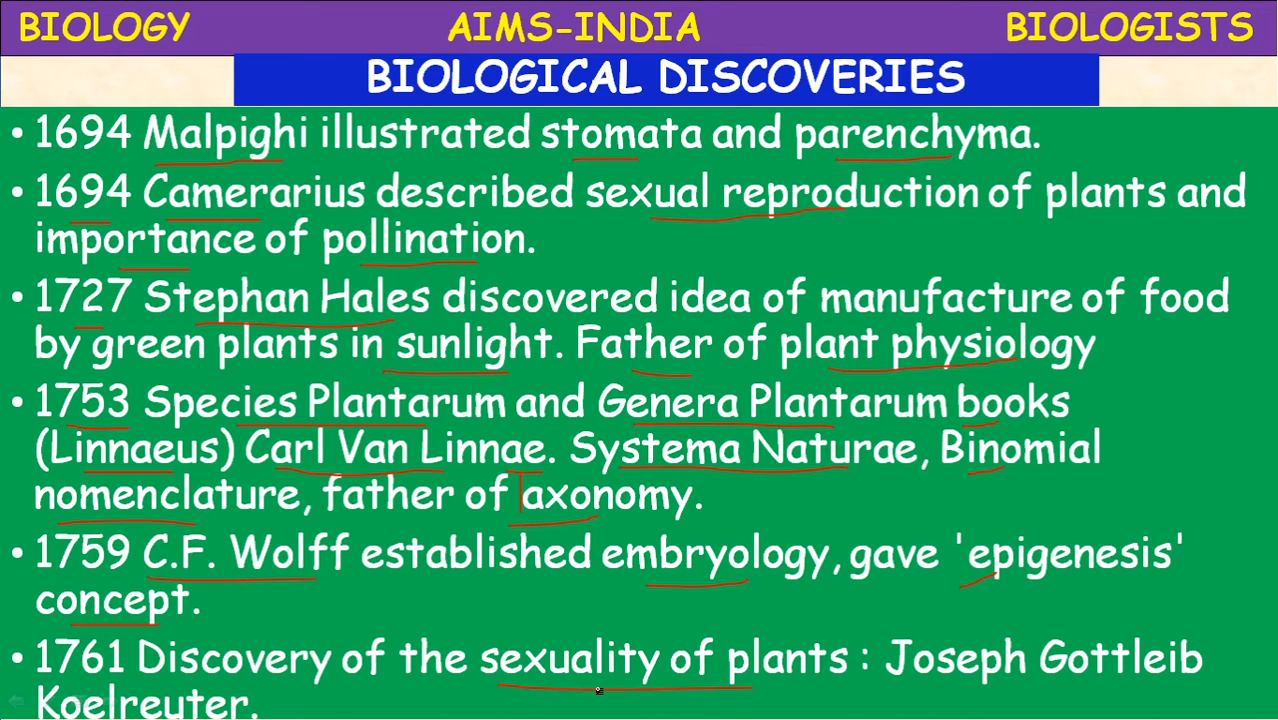 BIOLOGY AIMS-INDIA BIOLOGISTS
BIOLOGICAL DISCOVERIES
• 1694 Malpighi illustrated stomata and parenchyma.
• 1694 Camerarius described sexual reproduction of plants and
importance of pollination.
• 1727 Stephan Hales discovered idea of manufacture of food
by green plants in sunlight. Father of plant physiology
• 1753 Species Plantarum and Genera Plantarum books
(Linnaeus) Carl Van Linnae. Systema Naturae, Binomial
nomenclature, father of Taxonomy.
• 1759 C.F. Wolff established embryology, gave 'epigenesis'
concept.
• 1761 Discovery of the sexuality of plants : Joseph Gottleib
Koelreuter.